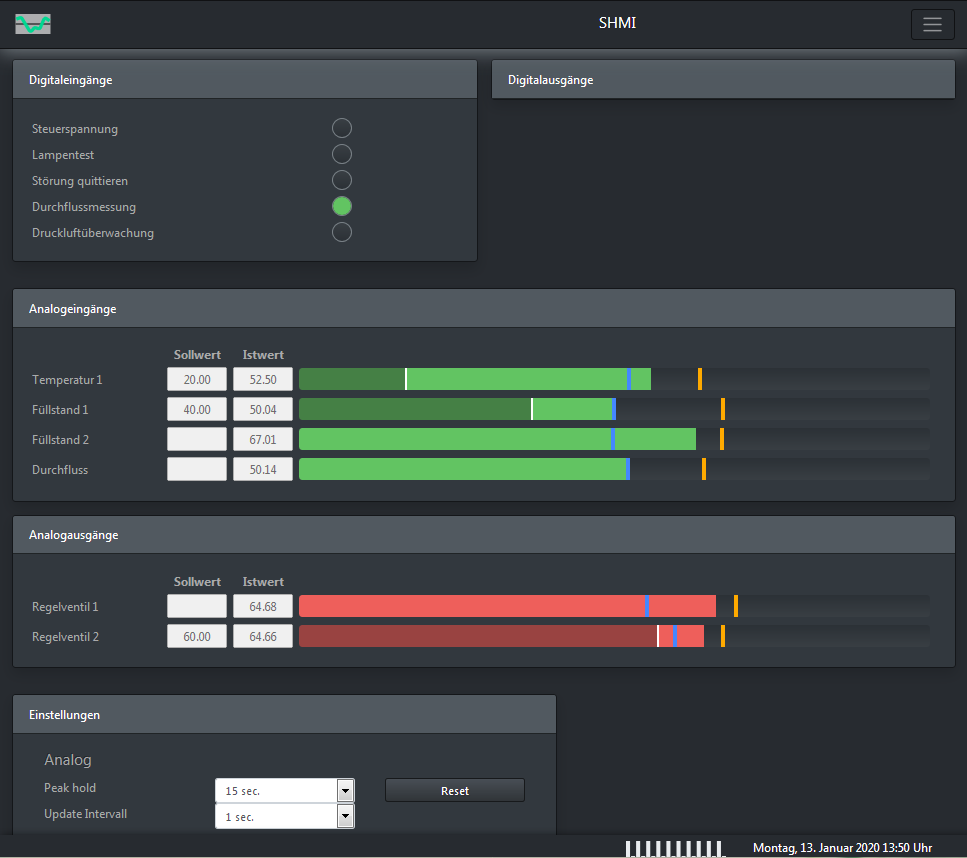 SHMI
Digitaleingänge
Digitalausgänge
Steuerspannung
Lampentest
Störung quittieren
Durchflussmessung
Druckluftüberwachung
Analogeingänge
Sollwert Istwert
Temperatur 1 20.00 52.50
Füllstand 1 40.00 50.04
Füllstand 2 67.01
Durchfluss 50.14
Analogausgänge
Sollwert Istwert
Regelventil 1 64.68
Regelventil 2 60.00 64.66
Einstellungen
Analog
Peak hold 15 sec. Reset
Update Intervall 1 sec.
Montag, 13. Januar 2020 13:50 Uhr